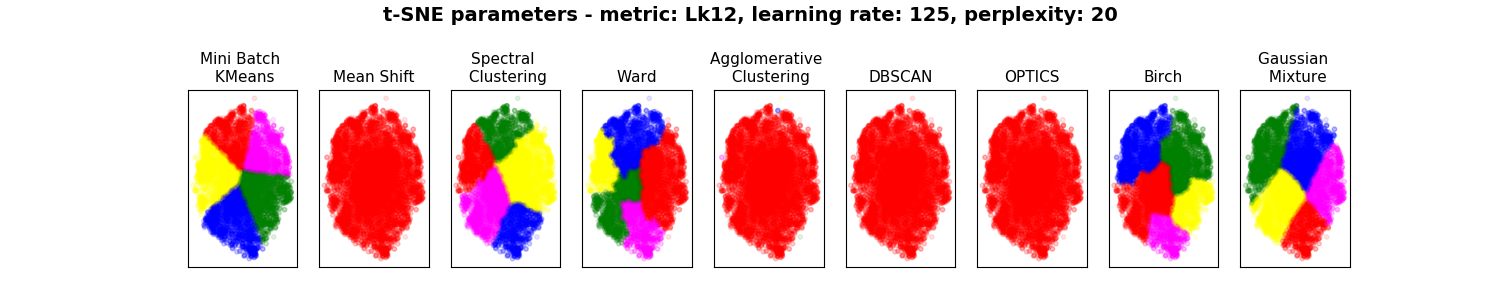 t-SNE parameters - metric: Lk12, learning rate: 125, perplexity: 20
Mini Batch
KMeans
Mean Shift
Spectral
Clustering
Ward
Agglomerative
Clustering
DBSCAN
OPTICS
Birch
Gaussian
Mixture